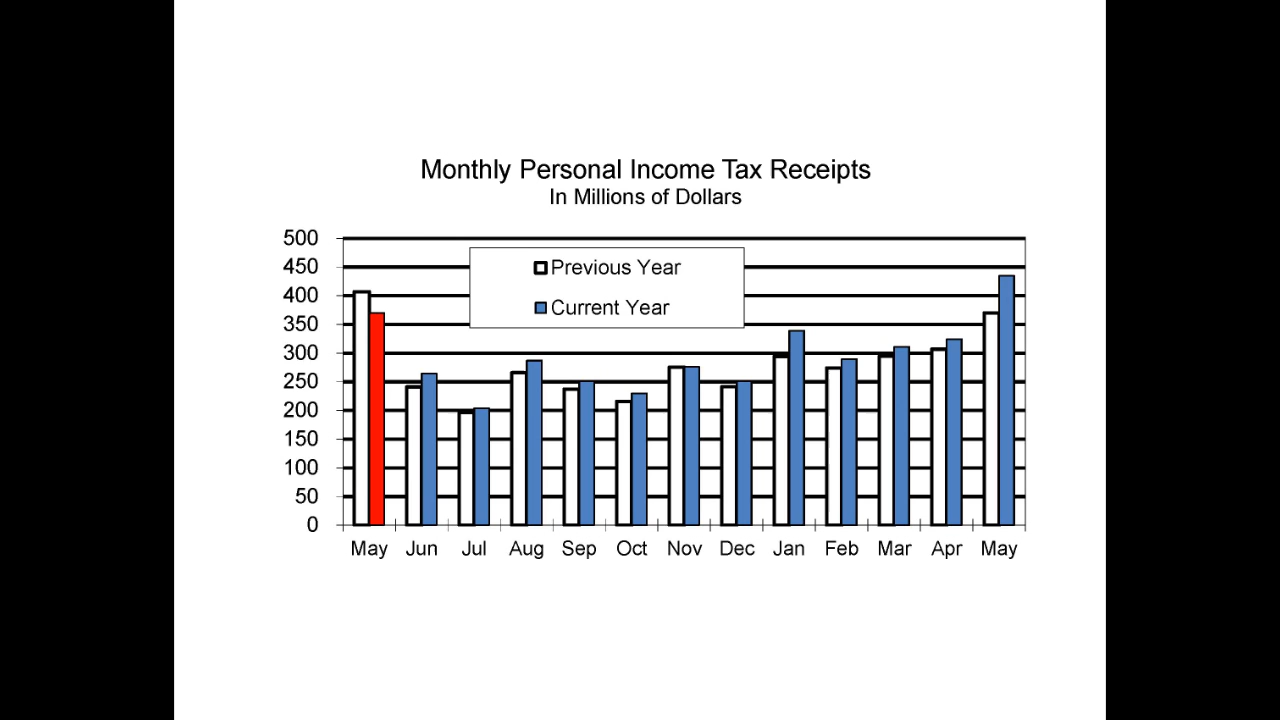 Monthly Personal Income Tax Receipts
In Millions of Dollars
500
450
400
350
300
250
200
150
100
50
0
Previous Year
Current Year
May Jun Jul Aug Sep Oct Nov Dec Jan Feb Mar Apr May